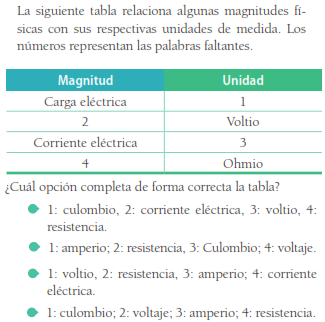 La siguiente tabla relaciona algunas magnitudes fí-
sicas con sus respectivas unidades de medida. Los
números representan las palabras faltantes.
Magnitud Unidad
Carga eléctrica 1
2 Voltio
Corriente eléctrica 3
4 Ohmio
¿Cuál opción completa de forma correcta la tabla?
1: culombio, 2: corriente eléctrica, 3: voltio, 4:
resistencia.
1: amperio; 2: resistencia, 3: Culombio; 4: voltaje.
1: voltio, 2: resistencia, 3: amperio; 4: corriente
eléctrica.
1: culombio; 2: voltaje; 3: amperio; 4: resistencia.